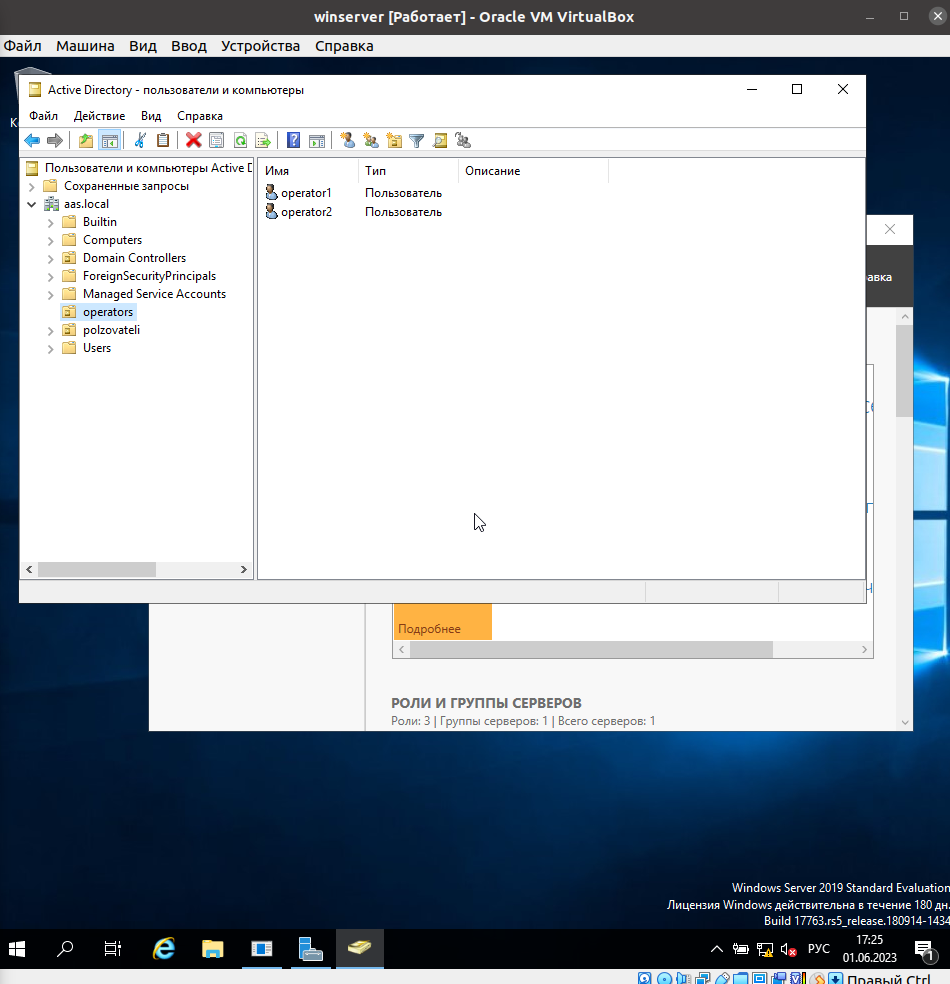 winserver [Работает] - Oracle VM VirtualBox
Файл Машина Вид Ввод Устройства Справка
Active Directory - пользователи и компьютеры
Файл Действие Вид Справка
Пользователи и компьютеры Active D
Сохраненные запросы
aas.local
Builtin
Computers
Domain Controllers
ForeignSecurityPrincipals
Managed Service Accounts
operators
polzovateli
Users
Имя Тип Описание
operator1 Пользователь
operator2 Пользователь
авка
Подробнее
РОЛИ И ГРУППЫ СЕРВЕРОВ
Роли: 3 | Группы серверов: 1 | Всего серверов: 1
Windows Server 2019 Standard Evaluation
Лицензия Windows действительна в течение 180 дн.
Build 17763.rs5_release.180914-1434
РУС
17:25
01.06.2023
1
Правый Ctrl